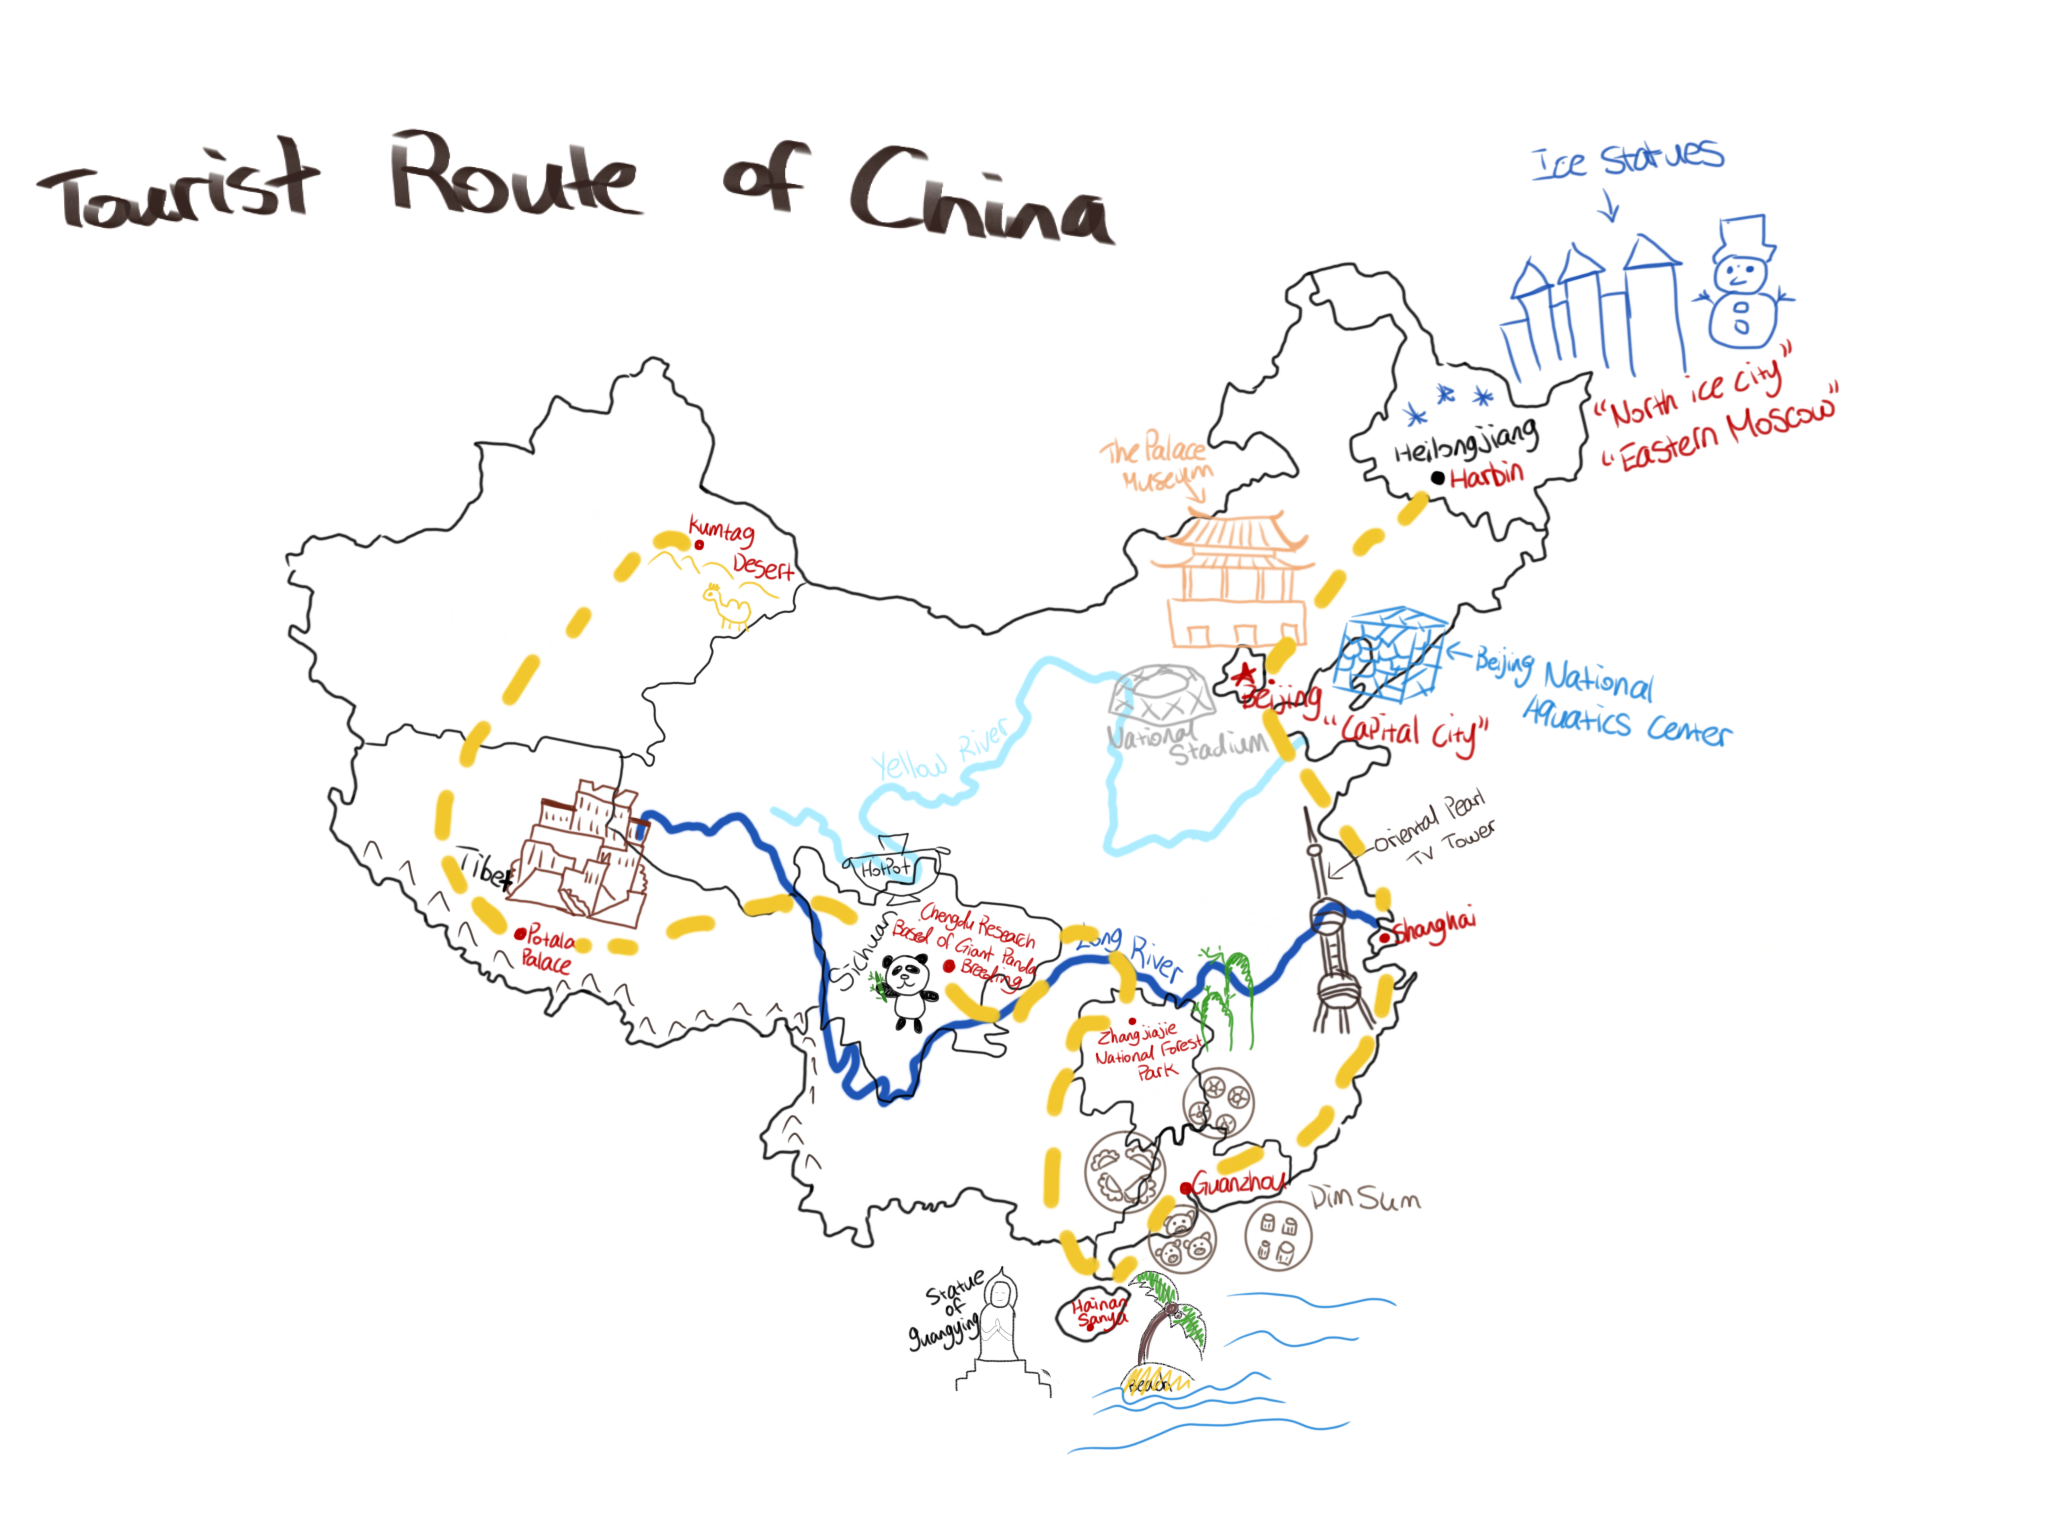 Tourist Route of China
Ice Statues
"North ice city"
"Eastern Moscow"
Heilongjiang
Harbin
The Palace
Museum
Kumtag
Desert
Beijing
"Capital City"
Beijing National
Aquatics Center
National
Stadium
Yellow River
Oriental Pearl
TV Tower
Shanghai
Tibet
Potala
Palace
HotPot
Sichuan
Chengdu Research
Based of Giant Panda
Breeding
Long River
Zhangjiajie
National Forest
Park
Guanzhou
Dim Sum
Statue
of
guangying
Hainan
Sanya
Beach